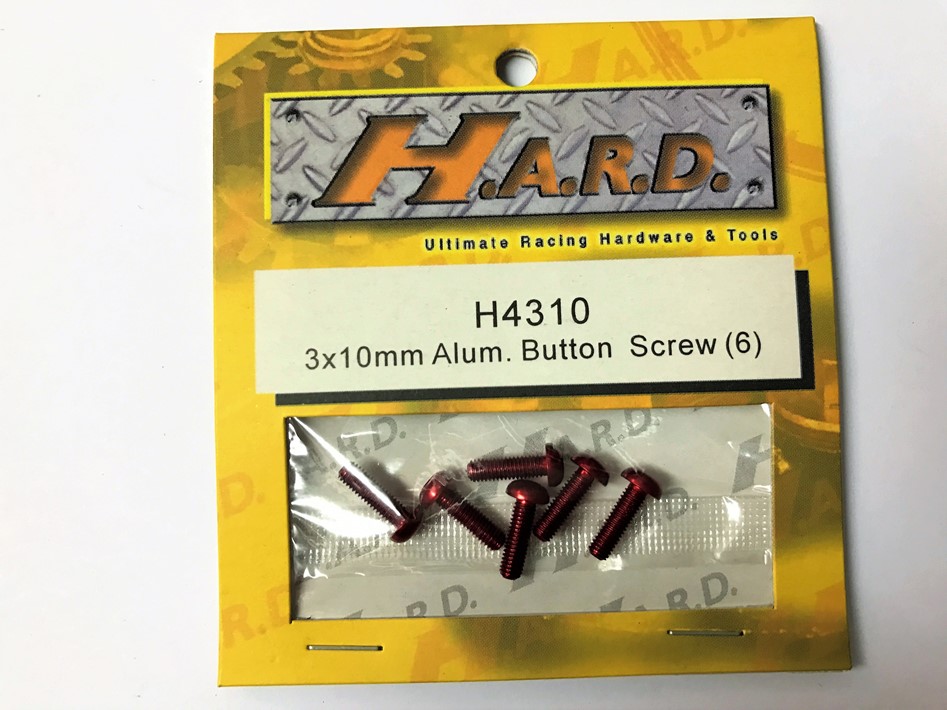 H.A.R.D.
Ultimate Racing Hardware & Tools
H4310
3x10mm Alum. Button Screw (6)